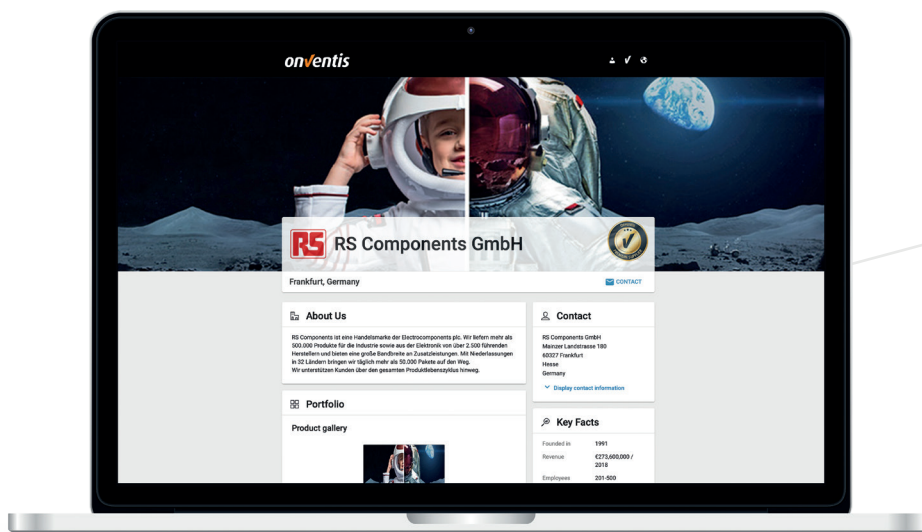 onventis
RS RS Components GmbH
Frankfurt, Germany
CONTACT
About Us
RS Components ist eine Handelsmarke der Electrocomponents plc. Wir liefern mehr als
500.000 Produkte für die Industrie sowie aus der Elektronik von über 2.500 führenden
Herstellern und bieten eine große Bandbreite an Zusatzleistungen. Mit Niederlassungen
in 32 Ländern bringen wir täglich mehr als 50.000 Pakete auf den Weg.
Wir unterstützen Kunden über den gesamten Produktlebenszyklus hinweg.
Portfolio
Product gallery
Contact
RS Components GmbH
Mainzer Landstrasse 180
60327 Frankfurt
Hesse
Germany
Display contact information
Key Facts
Founded in 1991
Revenue €273,600,000 /
2018
Employees 201-500